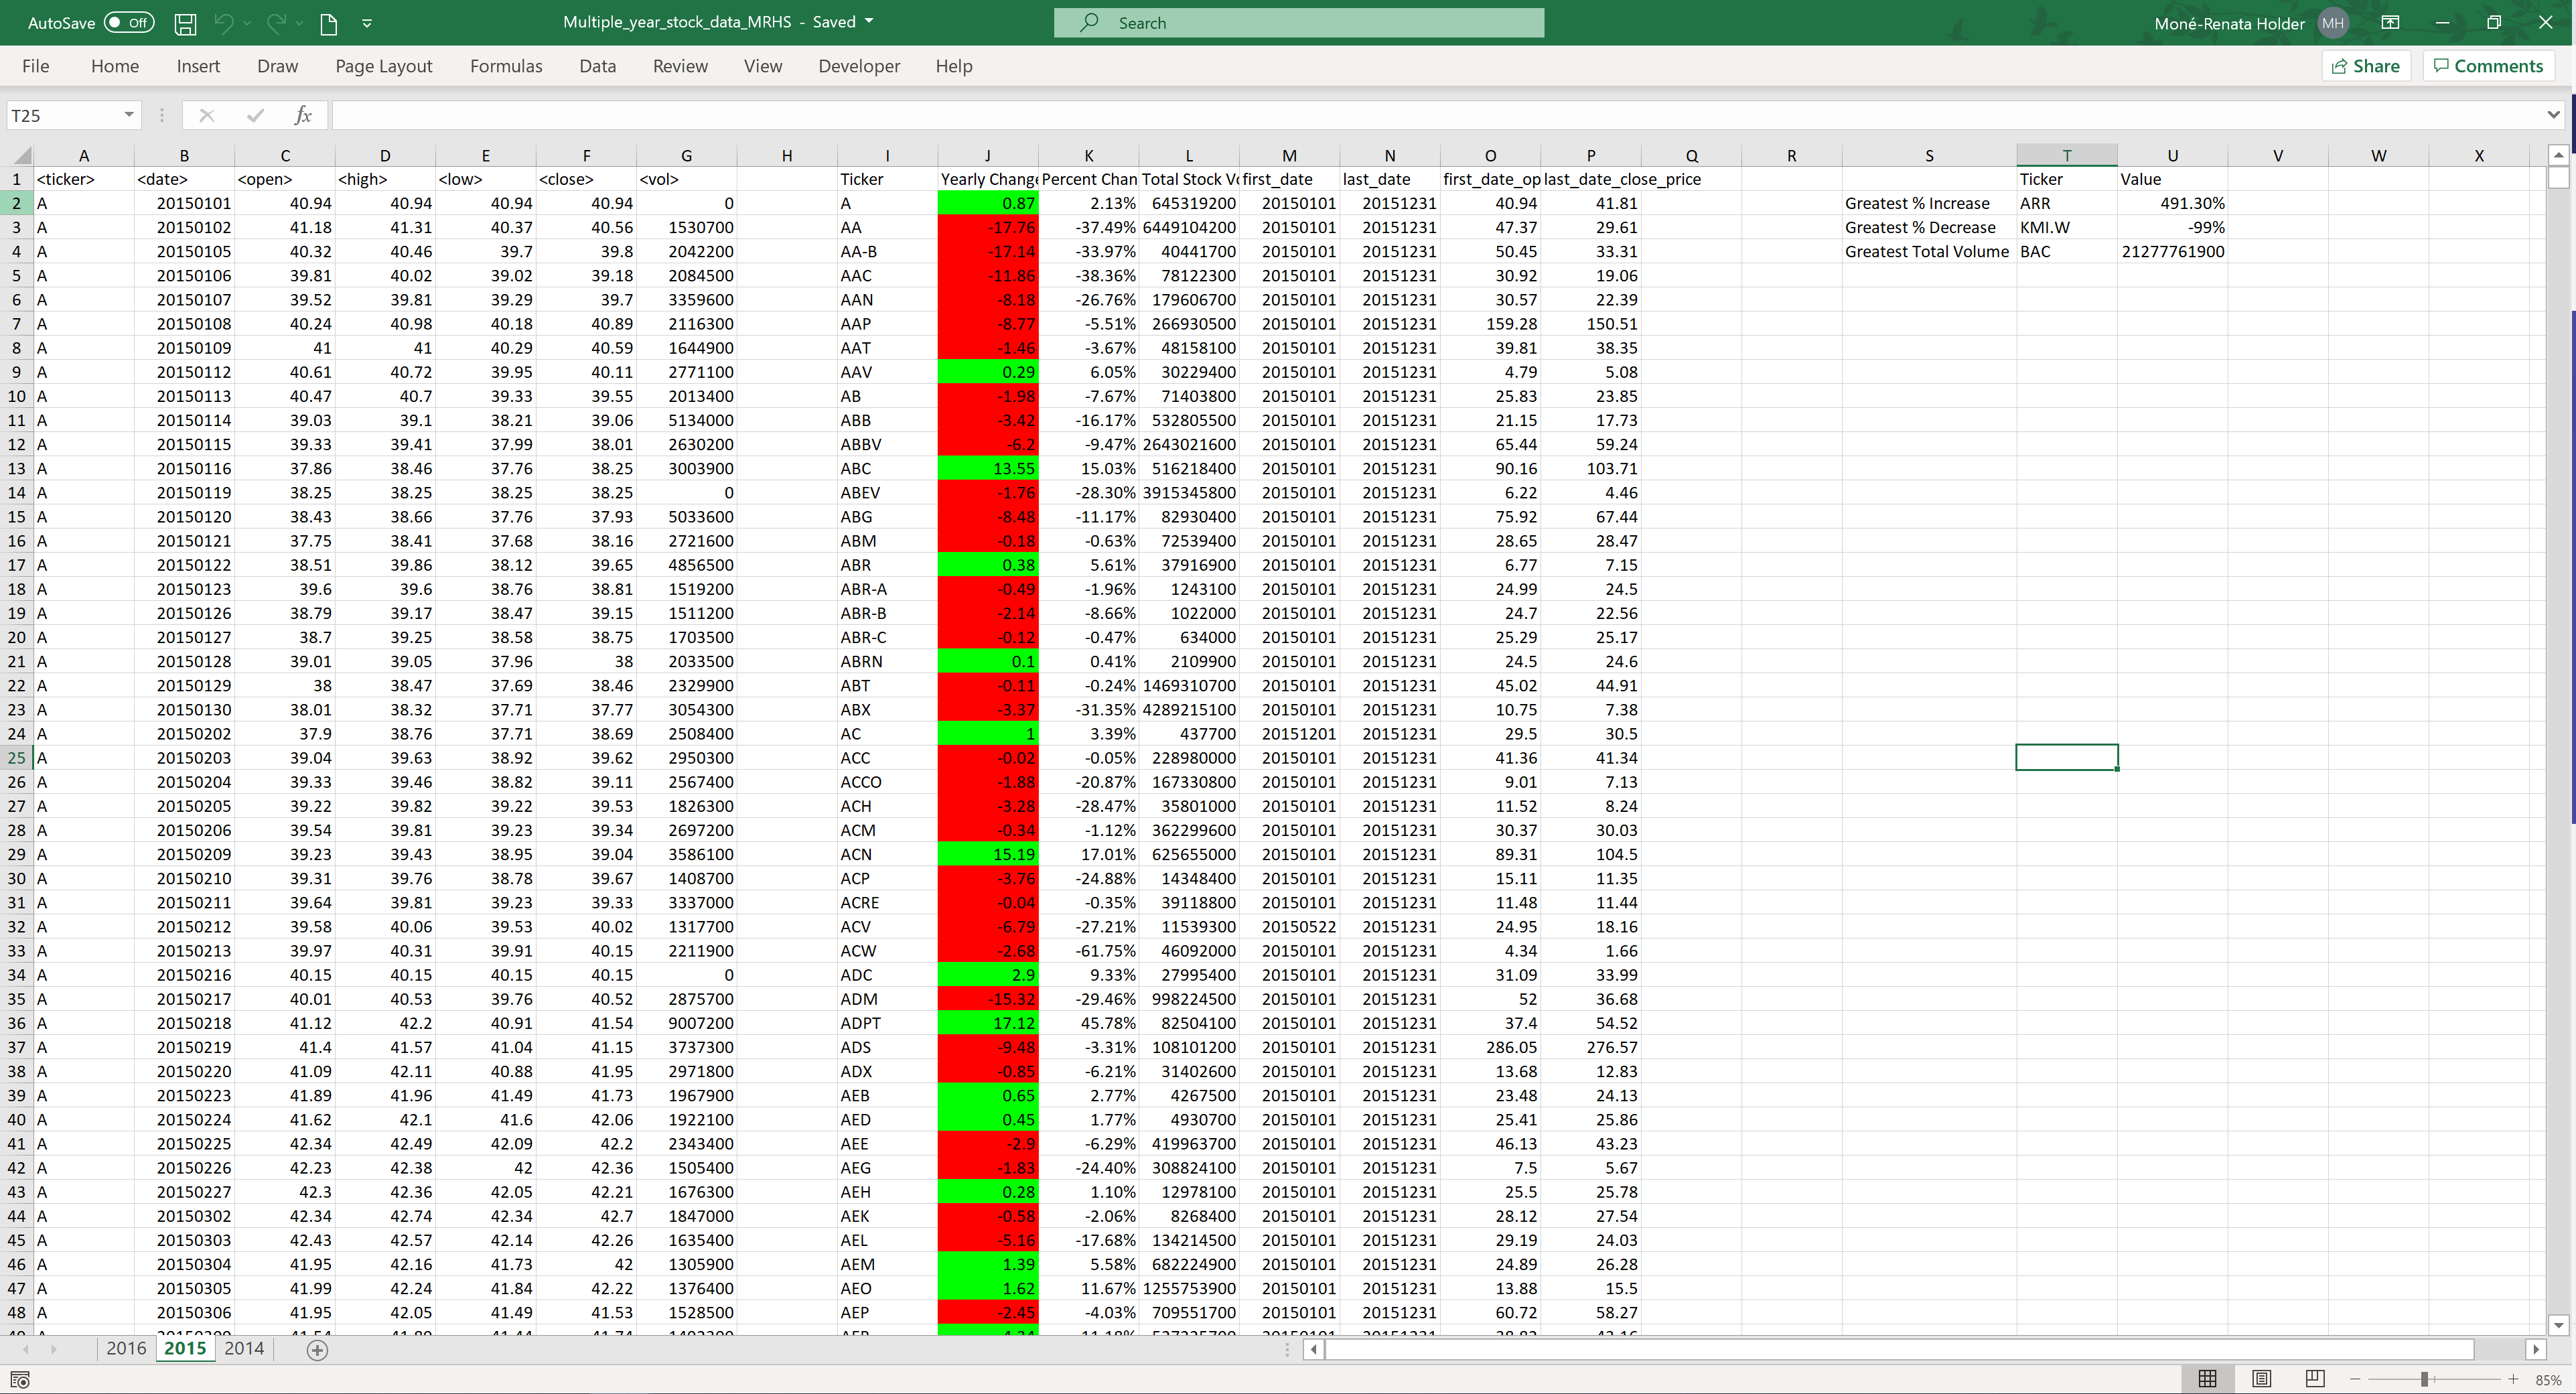 AutoSave Off Multiple_year_stock_data_MRHS - Saved Search Moné-Renata Holder MH
File Home Insert Draw Page Layout Formulas Data Review View Developer Help Share Comments
T25 fx
A B C D E F G H I J K L M N O P Q R S T U V W X
1 <ticker> <date> <open> <high> <low> <close> <vol> Ticker Yearly Change Percent Chan Total Stock Vo first_date last_date first_date_op last_date_close_price Ticker Value
2 A 20150101 40.94 40.94 40.94 40.94 0 A 0.87 2.13% 645319200 20150101 20151231 40.94 41.81 Greatest % Increase ARR 491.30%
3 A 20150102 41.18 41.31 40.37 40.56 1530700 AA -17.76 -37.49% 6449104200 20150101 20151231 47.37 29.61 Greatest % Decrease KMI.W -99%
4 A 20150105 40.32 40.46 39.7 39.8 2042200 AA-B -17.14 -33.97% 40441700 20150101 20151231 50.45 33.31 Greatest Total Volume BAC 21277761900
5 A 20150106 39.81 40.02 39.02 39.18 2084500 AAC -11.86 -38.36% 78122300 20150101 20151231 30.92 19.06
6 A 20150107 39.52 39.81 39.29 39.7 3359600 AAN -8.18 -26.76% 179606700 20150101 20151231 30.57 22.39
7 A 20150108 40.24 40.98 40.18 40.89 2116300 AAP -8.77 -5.51% 266930500 20150101 20151231 159.28 150.51
8 A 20150109 41 41 40.29 40.59 1644900 AAT -1.46 -3.67% 48158100 20150101 20151231 39.81 38.35
9 A 20150112 40.61 40.72 39.95 40.11 2771100 AAV 0.29 6.05% 30229400 20150101 20151231 4.79 5.08
10 A 20150113 40.47 40.7 39.33 39.55 2013400 AB -1.98 -7.67% 71403800 20150101 20151231 25.83 23.85
11 A 20150114 39.03 39.1 38.21 39.06 5134000 ABB -3.42 -16.17% 532805500 20150101 20151231 21.15 17.73
12 A 20150115 39.33 39.41 37.99 38.01 2630200 ABBV -6.2 -9.47% 2643021600 20150101 20151231 65.44 59.24
13 A 20150116 37.86 38.46 37.76 38.25 3003900 ABC 13.55 15.03% 516218400 20150101 20151231 90.16 103.71
14 A 20150119 38.25 38.25 38.25 38.25 0 ABEV -1.76 -28.30% 3915345800 20150101 20151231 6.22 4.46
15 A 20150120 38.43 38.66 37.76 37.93 5033600 ABG -8.48 -11.17% 82930400 20150101 20151231 75.92 67.44
16 A 20150121 37.75 38.41 37.68 38.16 2721600 ABM -0.18 -0.63% 72539400 20150101 20151231 28.65 28.47
17 A 20150122 38.51 39.86 38.12 39.65 4856500 ABR 0.38 5.61% 37916900 20150101 20151231 6.77 7.15
18 A 20150123 39.6 39.6 38.76 38.81 1519200 ABR-A -0.49 -1.96% 1243100 20150101 20151231 24.99 24.5
19 A 20150126 38.79 39.17 38.47 39.15 1511200 ABR-B -2.14 -8.66% 1022000 20150101 20151231 24.7 22.56
20 A 20150127 38.7 39.25 38.58 38.75 1703500 ABR-C -0.12 -0.47% 634000 20150101 20151231 25.29 25.17
21 A 20150128 39.01 39.05 37.96 38 2033500 ABRN 0.1 0.41% 2109900 20150101 20151231 24.5 24.6
22 A 20150129 38 38.47 37.69 38.46 2329900 ABT -0.11 -0.24% 1469310700 20150101 20151231 45.02 44.91
23 A 20150130 38.01 38.32 37.71 37.77 3054300 ABX -3.37 -31.35% 4289215100 20150101 20151231 10.75 7.38
24 A 20150202 37.9 38.76 37.71 38.69 2508400 AC 1 3.39% 437700 20151201 20151231 29.5 30.5
25 A 20150203 39.04 39.63 38.92 39.62 2950300 ACC -0.02 -0.05% 228980000 20150101 20151231 41.36 41.34
26 A 20150204 39.33 39.46 38.82 39.11 2567400 ACCO -1.88 -20.87% 167330800 20150101 20151231 9.01 7.13
27 A 20150205 39.22 39.82 39.22 39.53 1826300 ACH -3.28 -28.47% 35801000 20150101 20151231 11.52 8.24
28 A 20150206 39.54 39.81 39.23 39.34 2697200 ACM -0.34 -1.12% 362299600 20150101 20151231 30.37 30.03
29 A 20150209 39.23 39.43 38.95 39.04 3586100 ACN 15.19 17.01% 625655000 20150101 20151231 89.31 104.5
30 A 20150210 39.31 39.76 38.78 39.67 1408700 ACP -3.76 -24.88% 14348400 20150101 20151231 15.11 11.35
31 A 20150211 39.64 39.81 39.23 39.33 3337000 ACRE -0.04 -0.35% 39118800 20150101 20151231 11.48 11.44
32 A 20150212 39.58 40.06 39.53 40.02 1317700 ACV -6.79 -27.21% 11539300 20150522 20151231 24.95 18.16
33 A 20150213 39.97 40.31 39.91 40.15 2211900 ACW -2.68 -61.75% 46092000 20150101 20151231 4.34 1.66
34 A 20150216 40.15 40.15 40.15 40.15 0 ADC 2.9 9.33% 27995400 20150101 20151231 31.09 33.99
35 A 20150217 40.01 40.53 39.76 40.52 2875700 ADM -15.32 -29.46% 998224500 20150101 20151231 52 36.68
36 A 20150218 41.12 42.2 40.91 41.54 9007200 ADPT 17.12 45.78% 82504100 20150101 20151231 37.4 54.52
37 A 20150219 41.4 41.57 41.04 41.15 3737300 ADS -9.48 -3.31% 108101200 20150101 20151231 286.05 276.57
38 A 20150220 41.09 42.11 40.88 41.95 2971800 ADX -0.85 -6.21% 31402600 20150101 20151231 13.68 12.83
39 A 20150223 41.89 41.96 41.49 41.73 1967900 AEB 0.65 2.77% 4267500 20150101 20151231 23.48 24.13
40 A 20150224 41.62 42.1 41.6 42.06 1922100 AED 0.45 1.77% 4930700 20150101 20151231 25.41 25.86
41 A 20150225 42.34 42.49 42.09 42.2 2343400 AEE -2.9 -6.29% 419963700 20150101 20151231 46.13 43.23
42 A 20150226 42.23 42.38 42 42.36 1505400 AEG -1.83 -24.40% 308824100 20150101 20151231 7.5 5.67
43 A 20150227 42.3 42.36 42.05 42.21 1676300 AEH 0.28 1.10% 12978100 20150101 20151231 25.5 25.78
44 A 20150302 42.34 42.74 42.34 42.7 1847000 AEK -0.58 -2.06% 8268400 20150101 20151231 28.12 27.54
45 A 20150303 42.43 42.57 42.14 42.26 1635400 AEL -5.16 -17.68% 134214500 20150101 20151231 29.19 24.03
46 A 20150304 41.95 42.16 41.73 42 1305900 AEM 1.39 5.58% 682224900 20150101 20151231 24.89 26.28
47 A 20150305 41.99 42.24 41.84 42.22 1376400 AEO 1.62 11.67% 1255753900 20150101 20151231 13.88 15.5
48 A 20150306 41.95 42.05 41.49 41.53 1528500 AEP -2.45 -4.03% 709551700 20150101 20151231 60.72 58.27
2016 2015 2014
85%